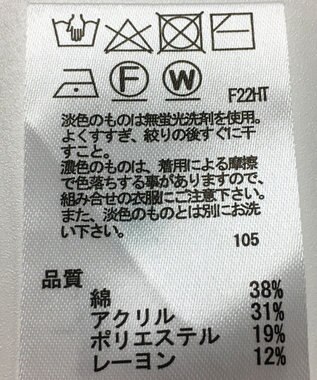 F
W
F22HT
淡色のものは無蛍光洗剤を使用。
よくすすぎ、絞りの後すぐに干
すこと。
濃色のものは、着用による摩擦
で色落ちする事がありますので、
組み合せの衣服にご注意下さい。
また、淡色のものとは別にお洗
い下さい。
105
品質
綿 38%
アクリル 31%
ポリエステル 19%
レーヨン 12%